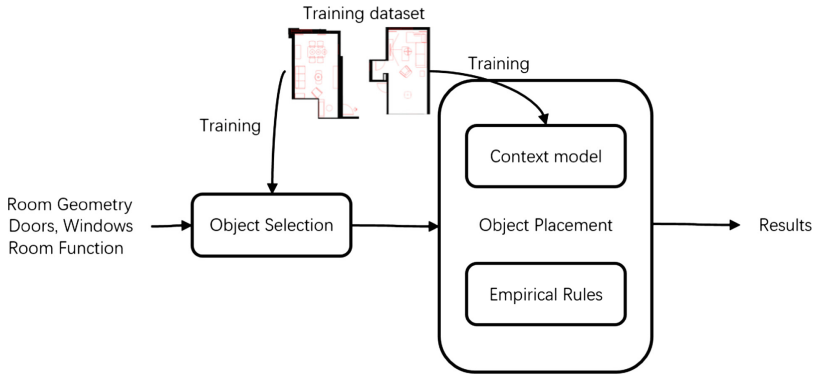 Training dataset
Training
Training
Context model
Room Geometry
Doors, Windows
Room Function
Object Selection
Object Placement
Results
Empirical Rules